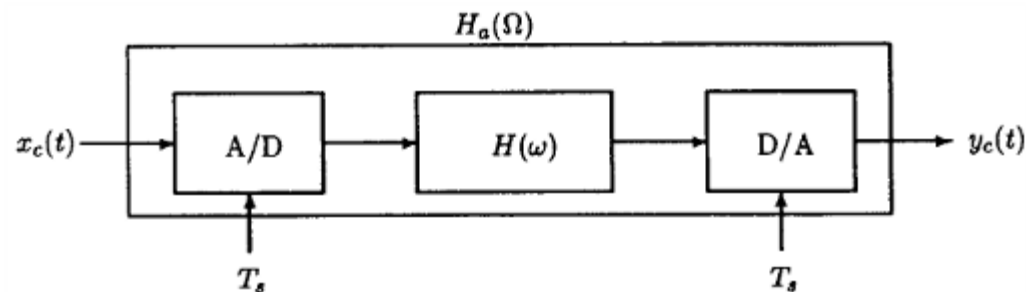 H_a(Ω)
x_c(t)
A/D
H(ω)
D/A
y_c(t)
T_s
T_s